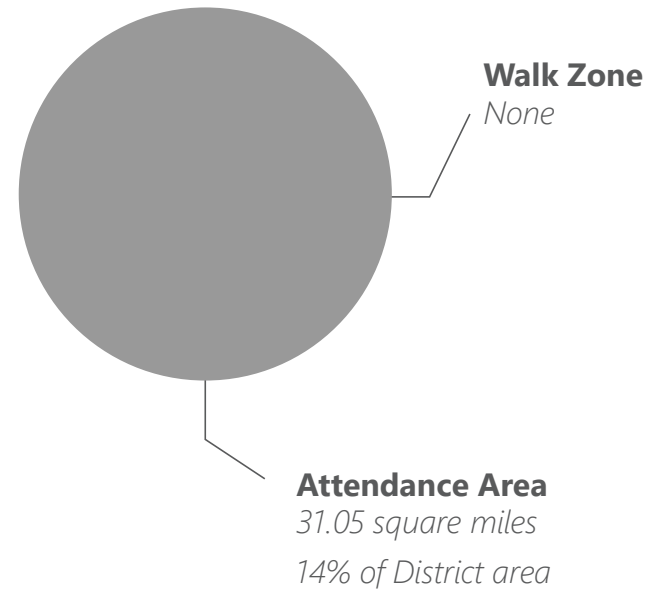 Walk Zone
None
Attendance Area
31.05 square miles
14% of District area